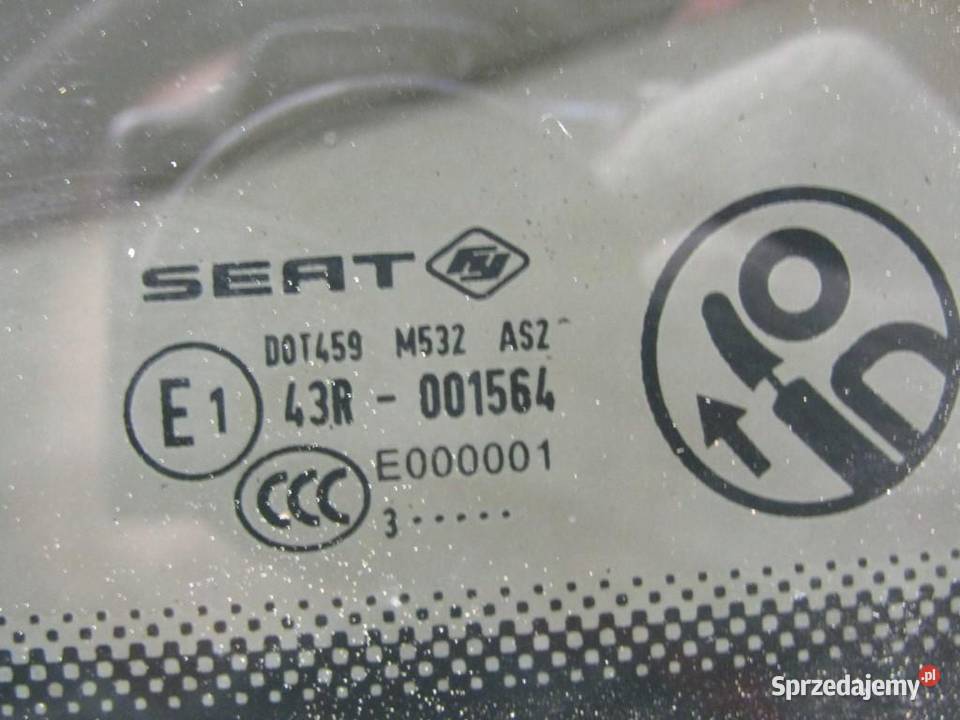 SEAT
DOT459 M532 AS2
E1 43R - 001564
CCC E000001
3·····
Sprzedajemy.pl